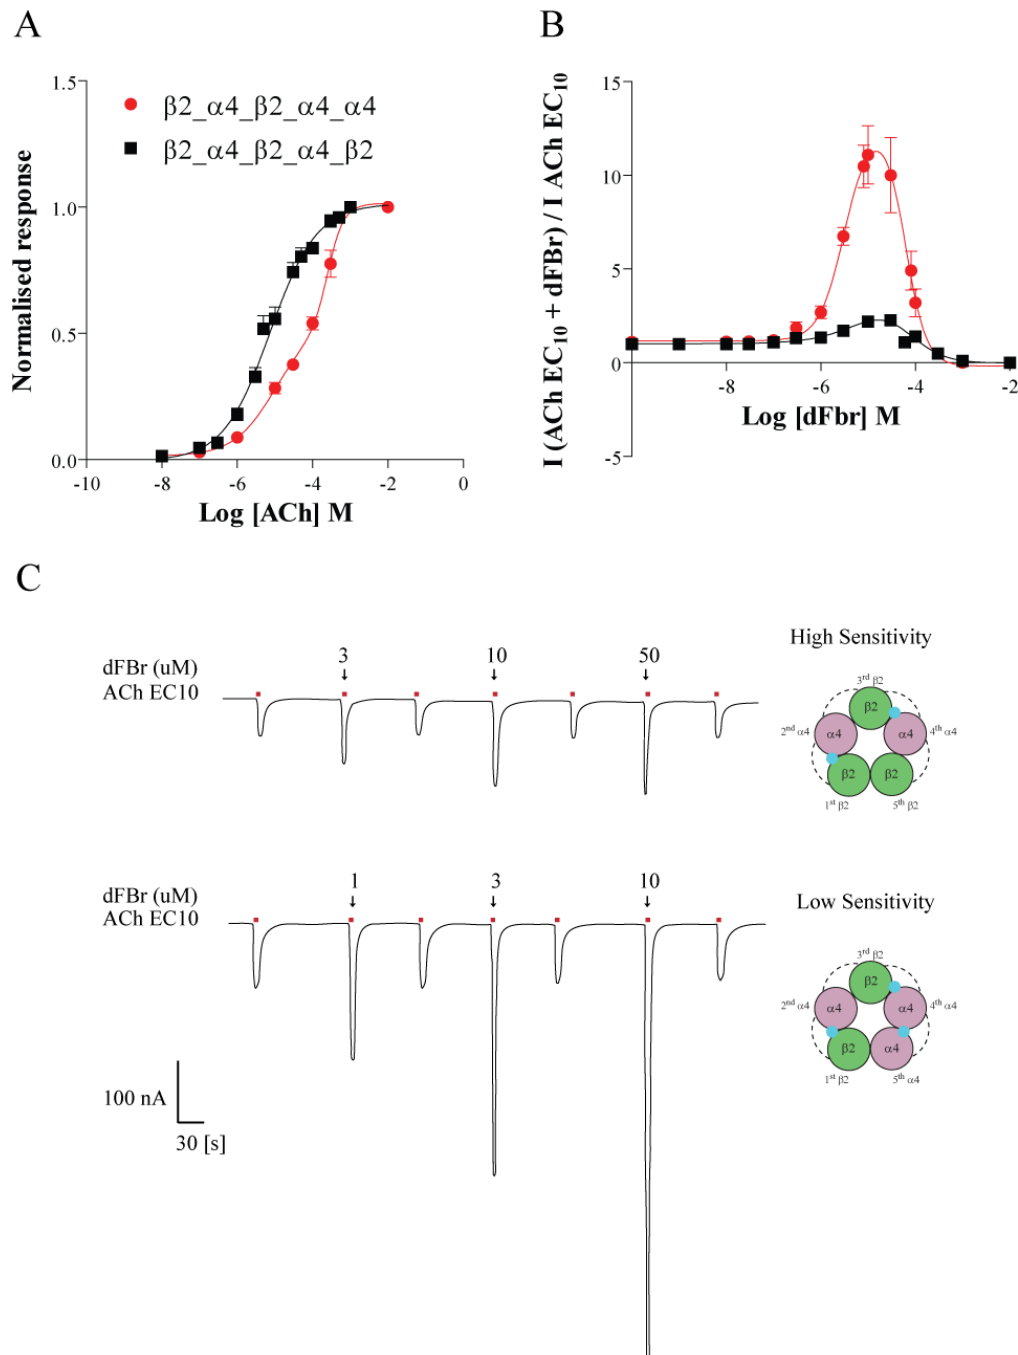 A
1.5
1.0
0.5
0.0
Normalised response
β2_α4_β2_α4_α4
β2_α4_β2_α4_β2
-10
-8
-6
-4
-2
0
Log [ACh] M
B
15
10
5
0
-5
I (ACh EC10 + dFBr) / I ACh EC10
-8
-6
-4
-2
Log [dFbr] M
C
dFBr (uM)
ACh EC10
3
10
50
High Sensitivity
3rd β2
β2
2nd α4
α4
α4
4th α4
β2
β2
1st β2
5th β2
dFBr (uM)
ACh EC10
1
3
10
Low Sensitivity
3rd β2
β2
2nd α4
α4
α4
4th α4
β2
α4
1st β2
5th α4
100 nA
30 [s]